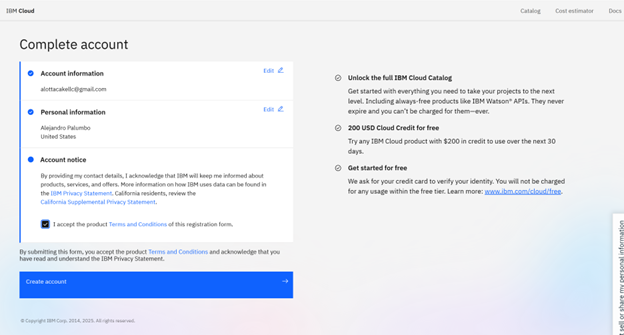 IBM Cloud
Catalog
Cost estimator
Docs
Complete account
Account information
Edit
alottacakellc@gmail.com
Personal information
Edit
Alejandro Palumbo
United States
Account notice
By providing my contact details, I acknowledge that IBM will keep me informed about
products, services, and offers. More information on how IBM uses data can be found in
the IBM Privacy Statement. California residents, review the
California Supplemental Privacy Statement.
I accept the product Terms and Conditions of this registration form.
By submitting this form, you accept the product Terms and Conditions and acknowledge that you
have read and understand the IBM Privacy Statement.
Create account
© Copyright IBM Corp. 2014, 2025. All rights reserved.
Unlock the full IBM Cloud Catalog
Get started with everything you need to take your projects to the next
level. Including always-free products like IBM Watson® APIs. They never
expire and you can't be charged for them—ever.
200 USD Cloud Credit for free
Try any IBM Cloud product with $200 in credit to use over the next 30
days.
Get started for free
We ask for your credit card to verify your identity. You will not be charged
for any usage within the free tier. Learn more: www.ibm.com/cloud/free.
sell or share my personal information